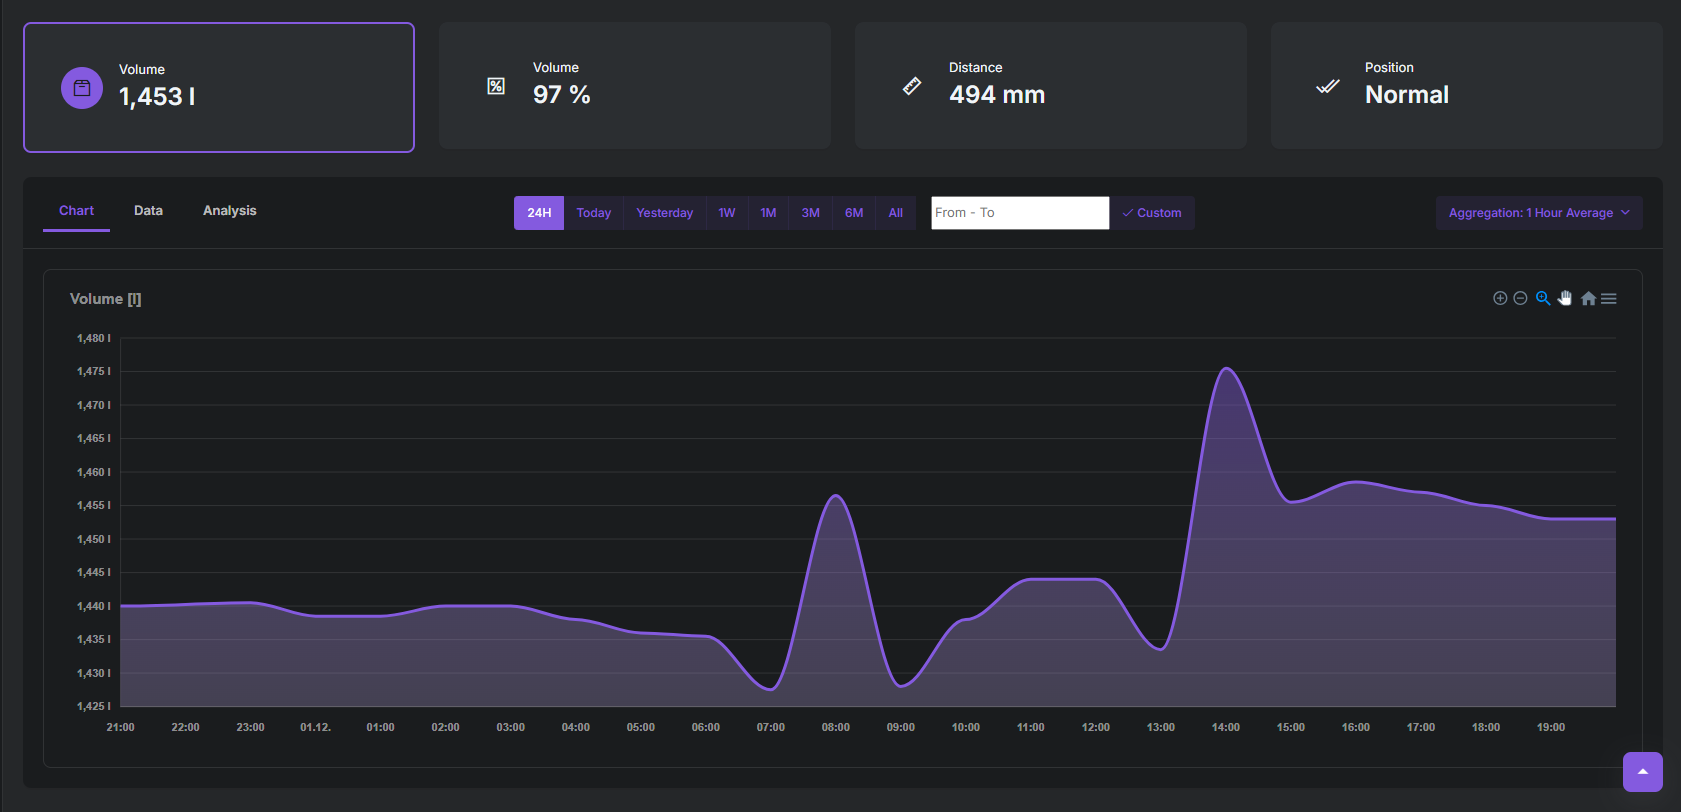 Volume
1,453 l
Volume
97 %
Distance
494 mm
Position
Normal
Chart Data Analysis
24H Today Yesterday 1W 1M 3M 6M All From - To Custom Aggregation: 1 Hour Average
Volume [l]
1,480 l
1,475 l
1,470 l
1,465 l
1,460 l
1,455 l
1,450 l
1,445 l
1,440 l
1,435 l
1,430 l
1,425 l
21:00 22:00 23:00 01.12. 01:00 02:00 03:00 04:00 05:00 06:00 07:00 08:00 09:00 10:00 11:00 12:00 13:00 14:00 15:00 16:00 17:00 18:00 19:00